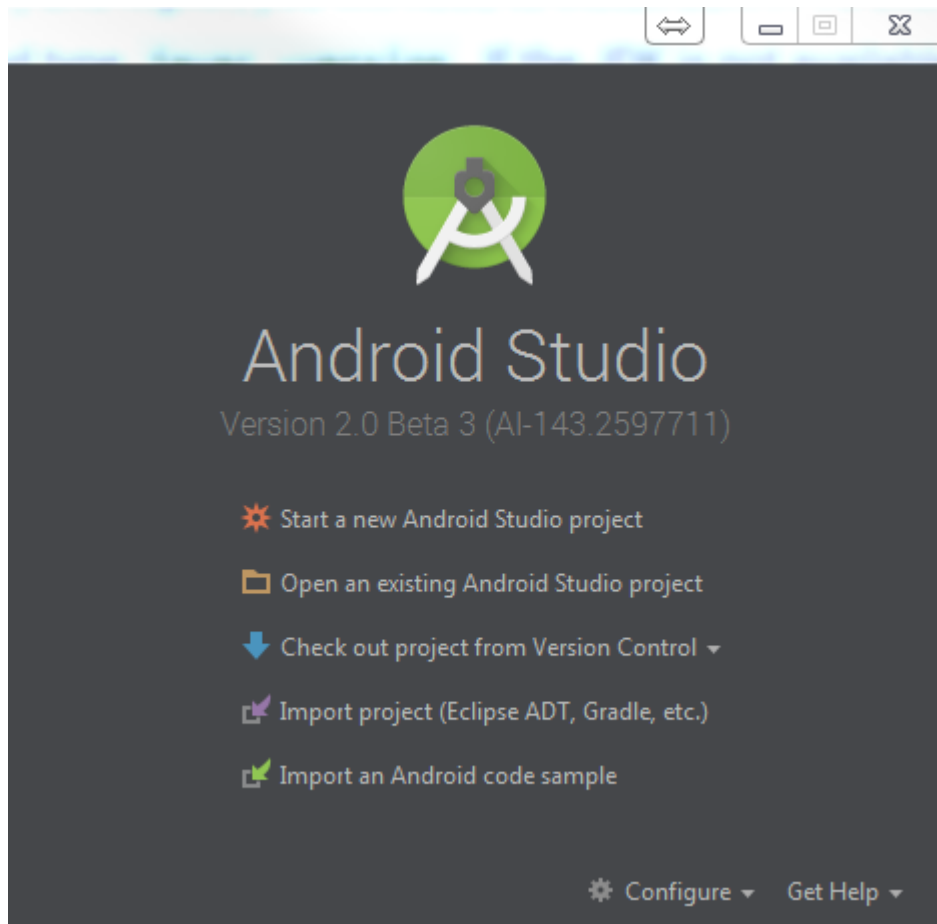 Android Studio
Version 2.0 Beta 3 (AI-143.2597711)
Start a new Android Studio project
Open an existing Android Studio project
Check out project from Version Control
Import project (Eclipse ADT, Gradle, etc.)
Import an Android code sample
Configure
Get Help